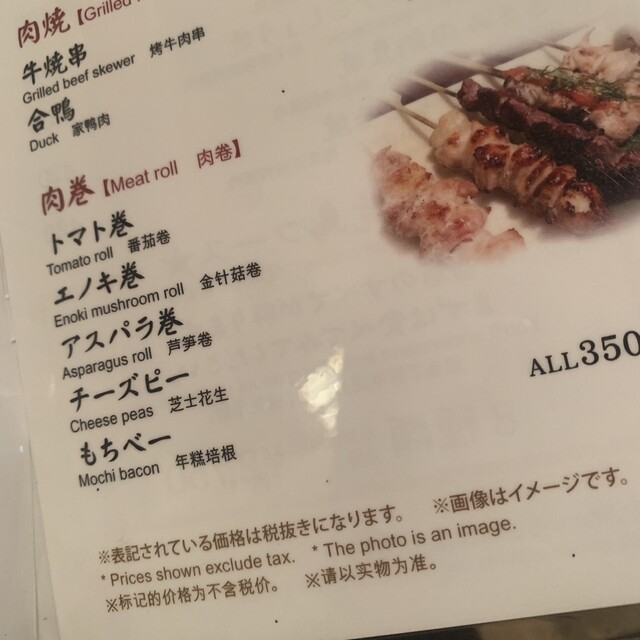 肉焼【Grilled
牛焼串
Grilled beef skewer 烤牛肉串
合鴨
Duck 家鸭肉
肉巻【Meat roll 肉卷】
トマト巻
Tomato roll 番茄卷
エノキ巻
Enoki mushroom roll 金针菇卷
アスパラ巻
Asparagus roll 芦笋卷
チーズピー
Cheese peas 芝士花生
もちベー
Mochi bacon 年糕培根
ALL350
※表記されている価格は税抜きになります。 ※画像はイメージです。
* Prices shown exclude tax. * The photo is an image.
※标记的价格为不含税价。 ※请以实物为准。